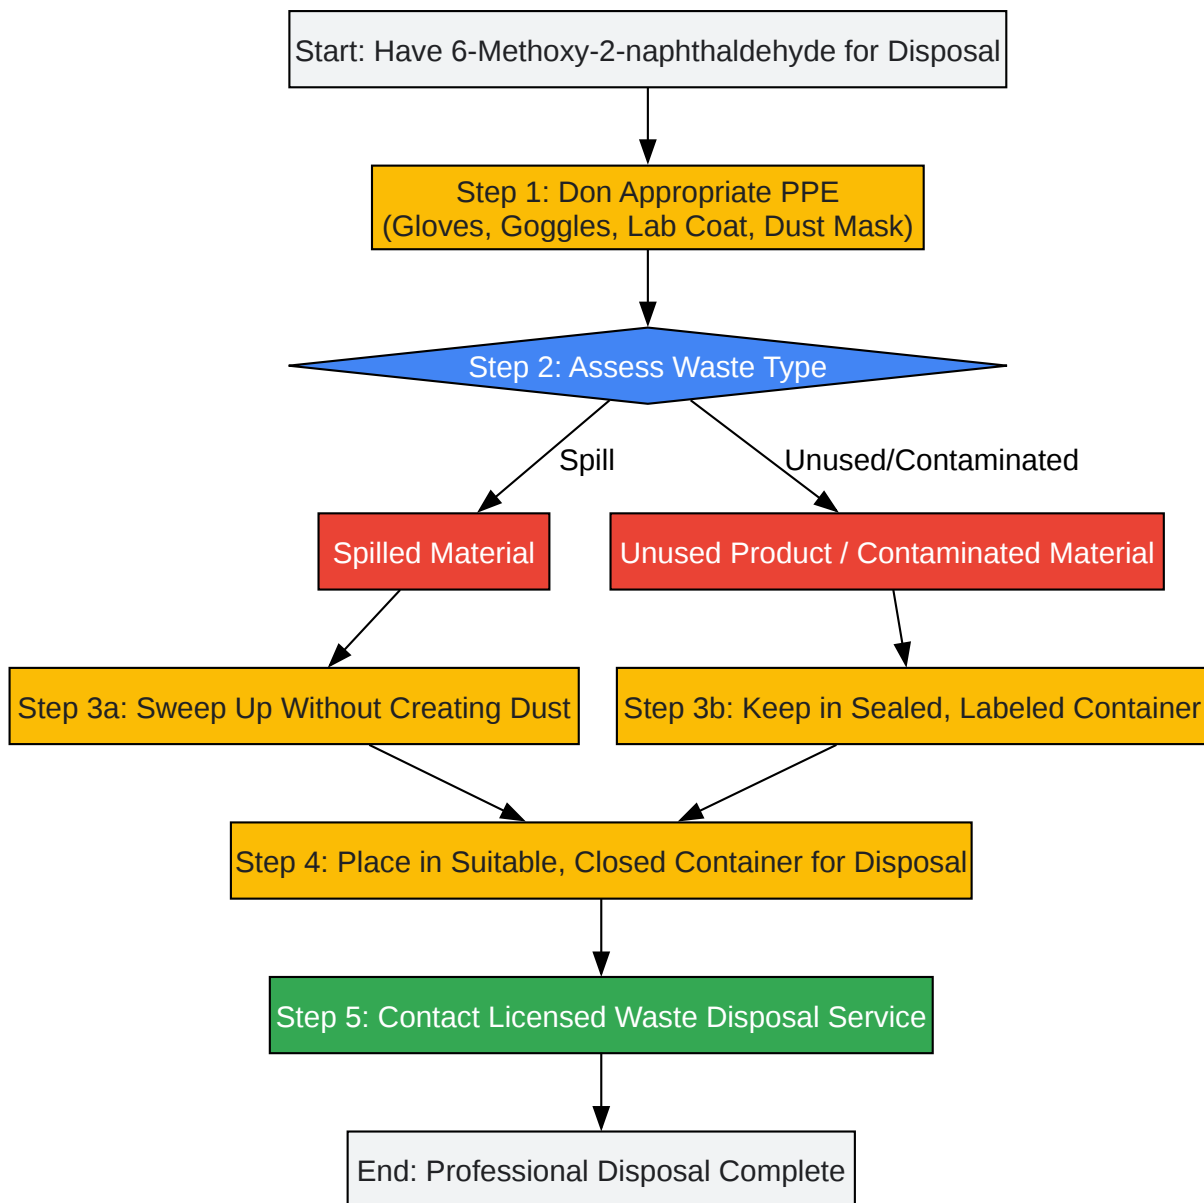 Start: Have 6-Methoxy-2-naphthaldehyde for Disposal
Step 1: Don Appropriate PPE
(Gloves, Goggles, Lab Coat, Dust Mask)
Step 2: Assess Waste Type
Spill
Unused/Contaminated
Spilled Material
Unused Product / Contaminated Material
Step 3a: Sweep Up Without Creating Dust
Step 3b: Keep in Sealed, Labeled Container
Step 4: Place in Suitable, Closed Container for Disposal
Step 5: Contact Licensed Waste Disposal Service
End: Professional Disposal Complete